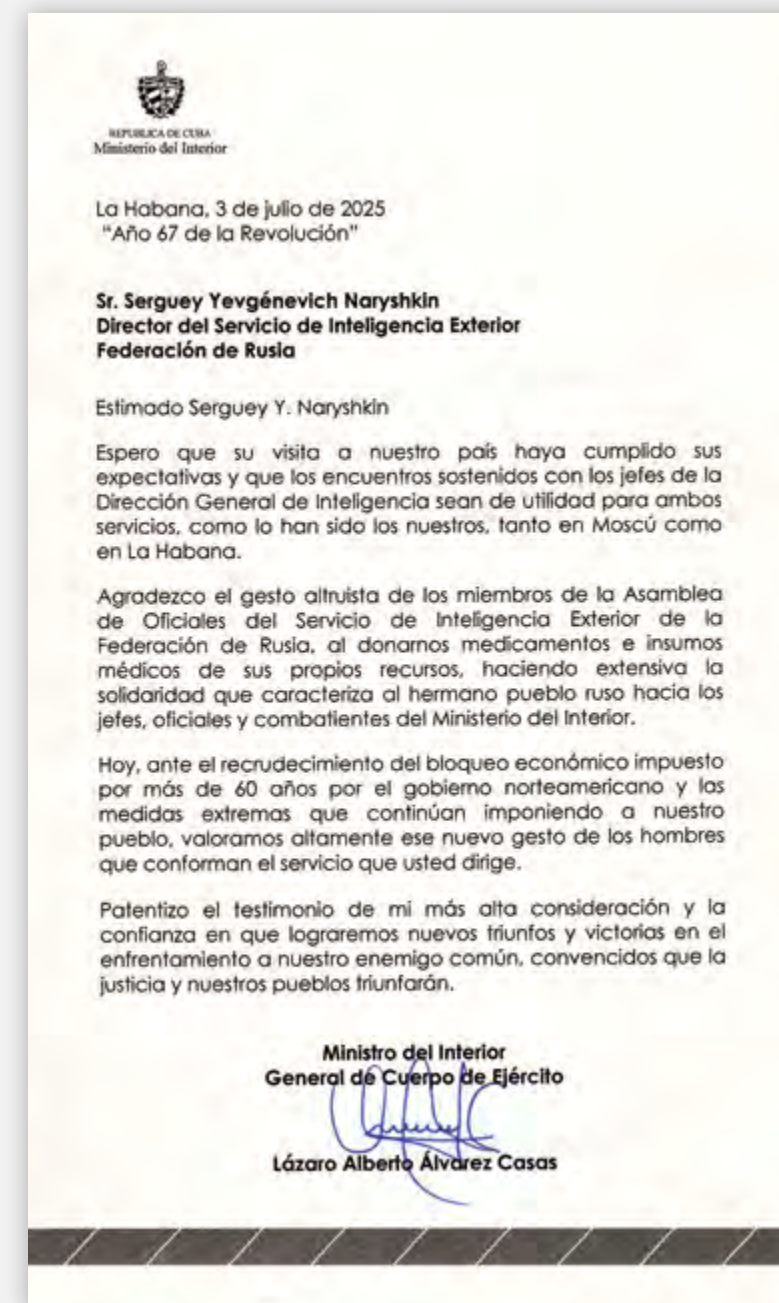 REPUBLICA DE CUBA
Ministerio del Interior
La Habana, 3 de julio de 2025
"Año 67 de la Revolución"
Sr. Serguey Yevgénevich Naryshkin
Director del Servicio de Inteligencia Exterior
Federación de Rusia
Estimado Serguey Y. Naryshkin
Espero que su visita a nuestro país haya cumplido sus
expectativas y que los encuentros sostenidos con los jefes de la
Dirección General de Inteligencia sean de utilidad para ambos
servicios, como lo han sido los nuestros, tanto en Moscú como
en La Habana.
Agradezco el gesto altruista de los miembros de la Asamblea
de Oficiales del Servicio de Inteligencia Exterior de la
Federación de Rusia, al donarnos medicamentos e insumos
médicos de sus propios recursos, haciendo extensiva la
solidaridad que caracteriza al hermano pueblo ruso hacia los
jefes, oficiales y combatientes del Ministerio del Interior.
Hoy, ante el recrudecimiento del bloqueo económico impuesto
por más de 60 años por el gobierno norteamericano y las
medidas extremas que continúan imponiendo a nuestro
pueblo, valoramos altamente ese nuevo gesto de los hombres
que conforman el servicio que usted dirige.
Patentizo el testimonio de mi más alta consideración y la
confianza en que lograremos nuevos triunfos y victorias en el
enfrentamiento a nuestro enemigo común, convencidos que la
justicia y nuestros pueblos triunfarán.
Ministro del Interior
General de Cuerpo de Ejército
Lázaro Alberto Álvarez Casas